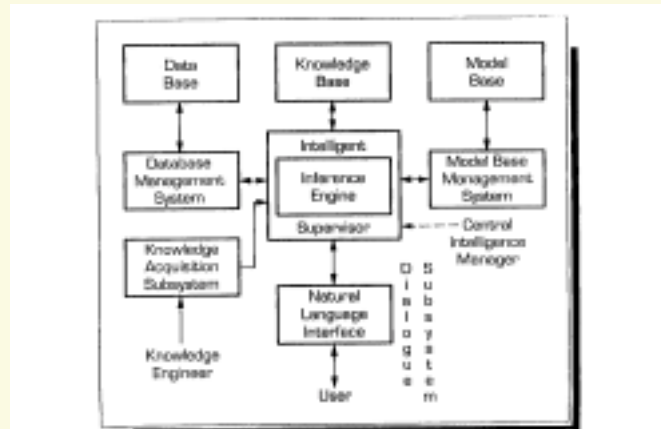 Data
Base
Knowledge
Base
Model
Base
Intelligent
Inference
Engine
Supervisor
Database
Management
System
Model Base
Management
System
Knowledge
Acquisition
Subsystem
Central
Intelligence
Manager
Natural
Language
Interface
Dialogue
Subsystem
Knowledge
Engineer
User